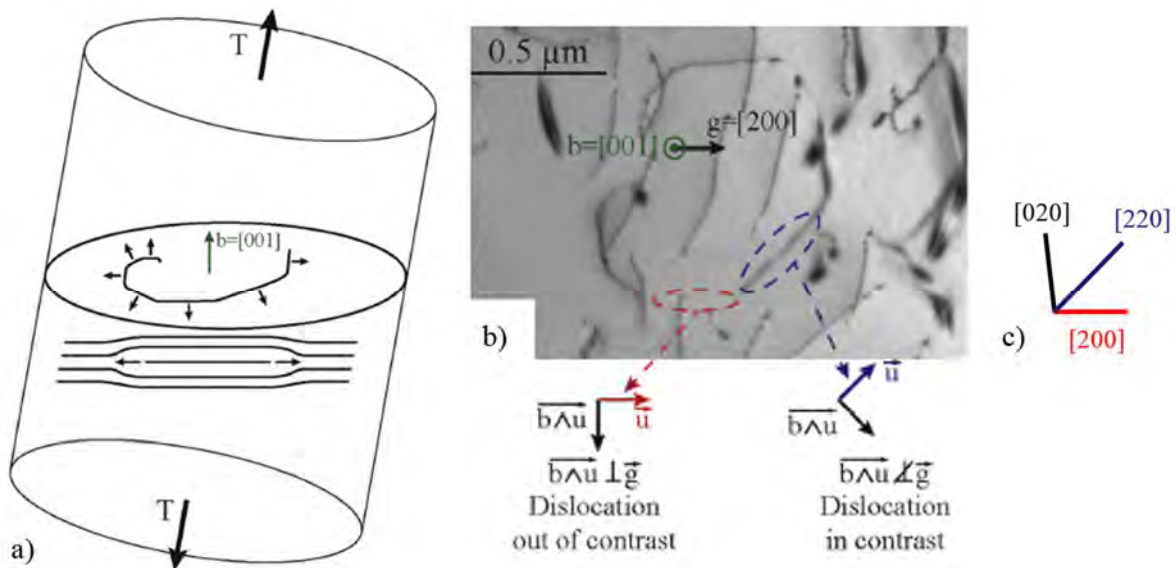 T
b=[001]
T
a)
0.5 µm
g=[200]
b=[001]
b)
b∧u
u
b∧u ⊥ g
Dislocation
out of contrast
u
b∧u
b∧u ⊥̸ g
Dislocation
in contrast
[020]
[220]
[200]
c)